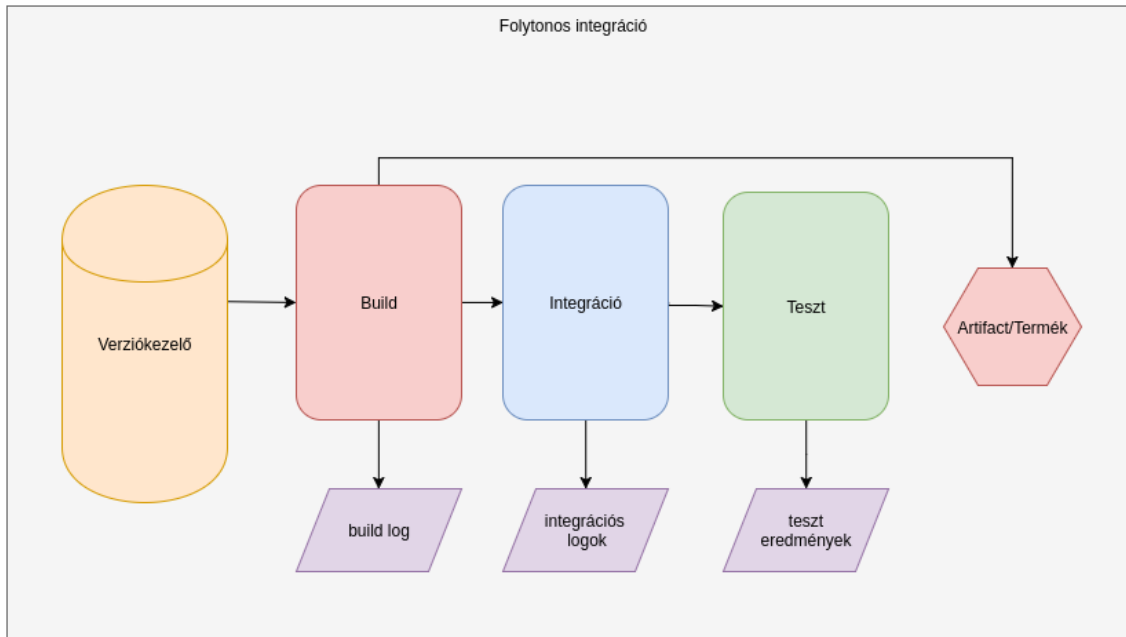 Folytonos integráció
Verziókezelő
Build
Integráció
Teszt
Artifact/Termék
build log
integrációs
logok
teszt
eredmények